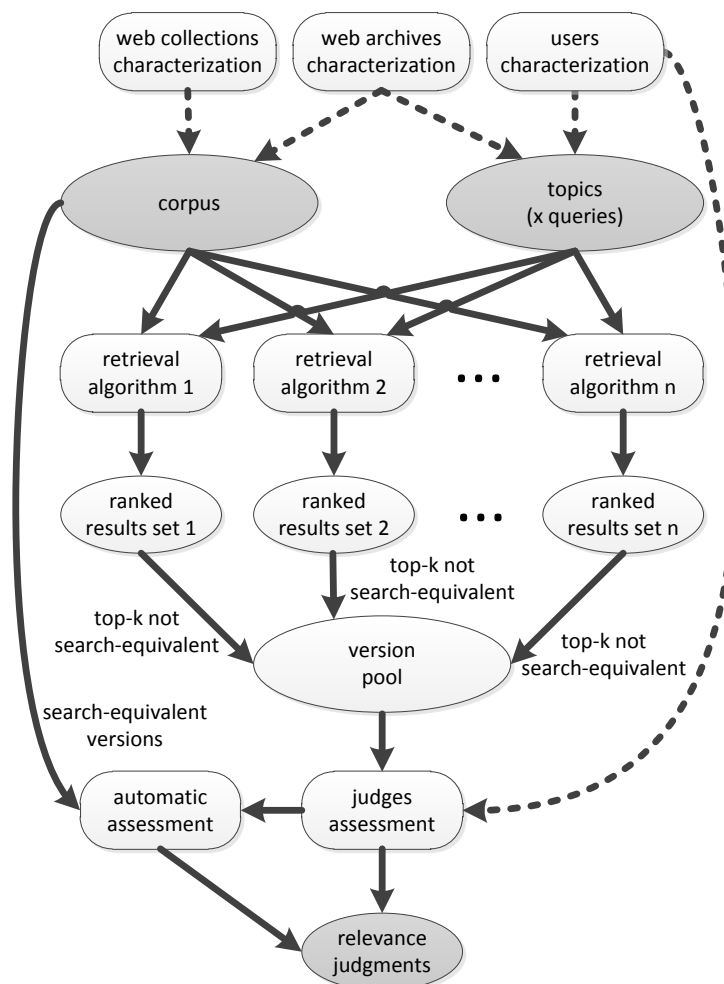 web collections
characterization
web archives
characterization
users
characterization
corpus
topics
(x queries)
retrieval
algorithm 1
retrieval
algorithm 2
...
retrieval
algorithm n
ranked
results set 1
ranked
results set 2
...
ranked
results set n
top-k not
search-equivalent
top-k not
search-equivalent
top-k not
search-equivalent
version
pool
search-equivalent
versions
automatic
assessment
judges
assessment
relevance
judgments